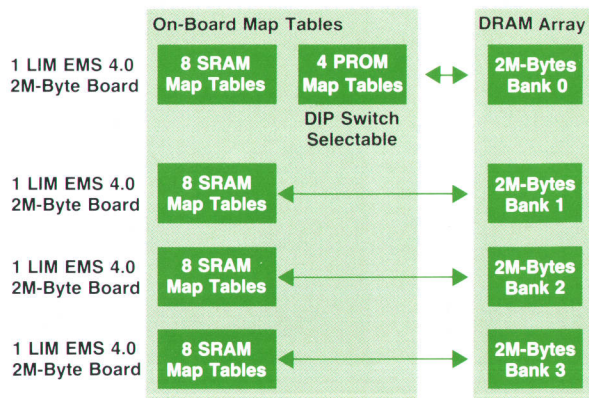 On-Board Map Tables
DRAM Array
1 LIM EMS 4.0
2M-Byte Board
8 SRAM
Map Tables
4 PROM
Map Tables
DIP Switch
Selectable
2M-Bytes
Bank 0
1 LIM EMS 4.0
2M-Byte Board
8 SRAM
Map Tables
2M-Bytes
Bank 1
1 LIM EMS 4.0
2M-Byte Board
8 SRAM
Map Tables
2M-Bytes
Bank 2
1 LIM EMS 4.0
2M-Byte Board
8 SRAM
Map Tables
2M-Bytes
Bank 3